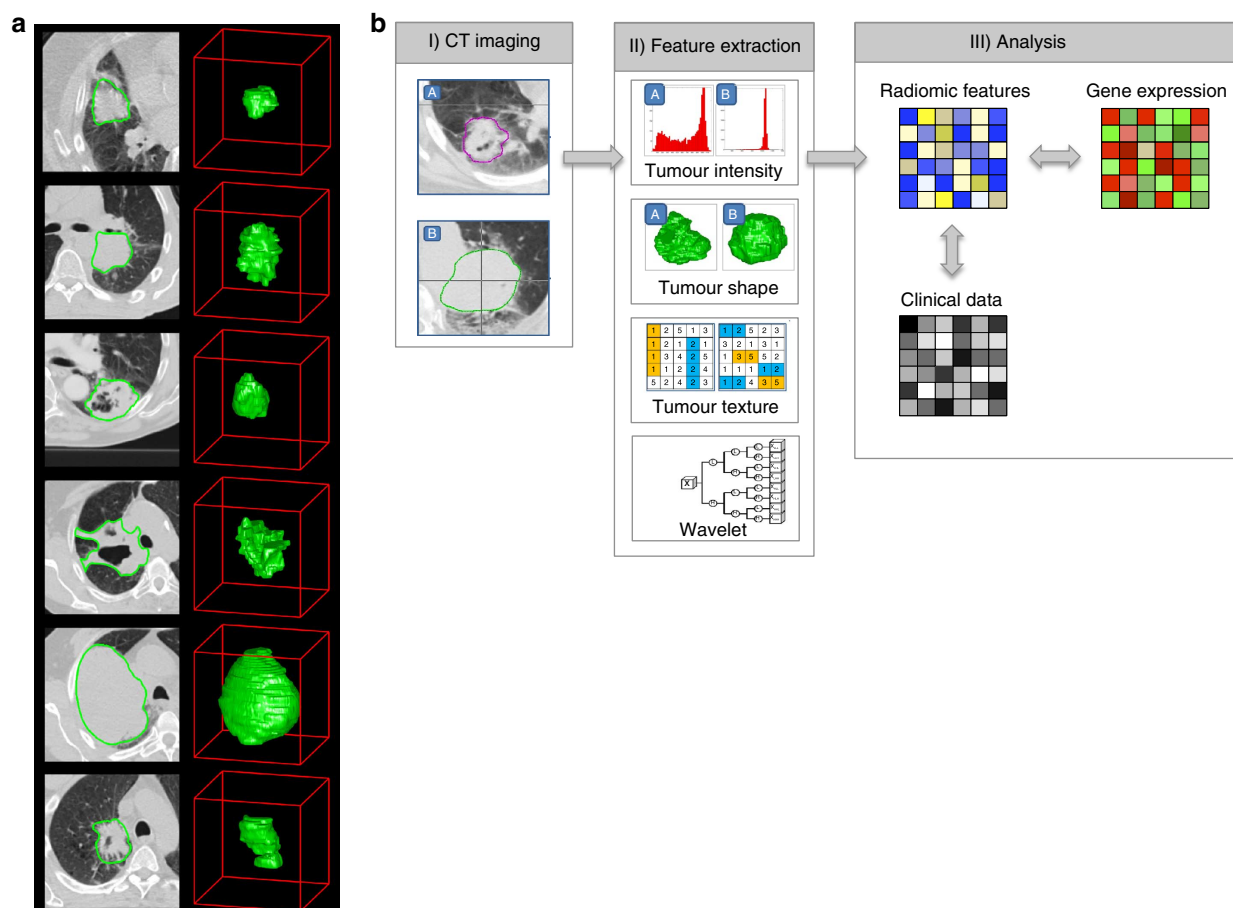 a
b
I) CT imaging
A
B
II) Feature extraction
A B
Tumour intensity
A B
Tumour shape
1 2 5 1 3 1 2 5 2 3
1 2 1 2 1 3 2 1 3 1
1 3 4 2 5 1 3 5 5 2
1 1 1 2 2 1 1 1 1 2
5 2 4 2 3 1 2 4 3 5
Tumour texture
X
L
H
Wavelet
III) Analysis
Radiomic features
Gene expression
Clinical data